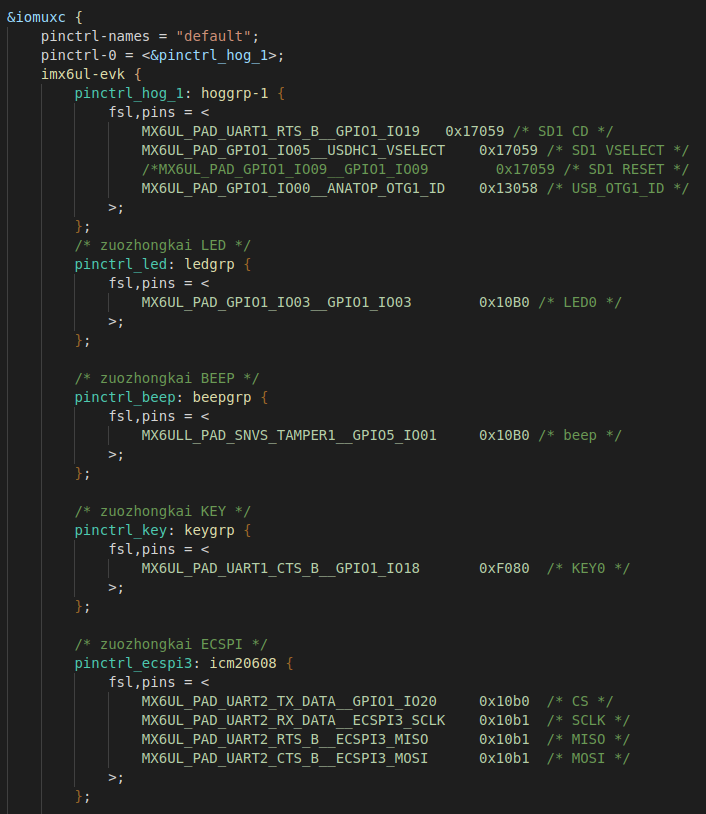 &iomuxc {
pinctrl-names = "default";
pinctrl-0 = <&pinctrl_hog_1>;
imx6ul-evk {
pinctrl_hog_1: hoggrp-1 {
fsl,pins = <
MX6UL_PAD_UART1_RTS_B__GPIO1_IO19 0x17059 /* SD1 CD */
MX6UL_PAD_GPIO1_IO05__USDHC1_VSELECT 0x17059 /* SD1 VSELECT */
/*MX6UL_PAD_GPIO1_IO09__GPIO1_IO09 0x17059 /* SD1 RESET */
MX6UL_PAD_GPIO1_IO00__ANATOP_OTG1_ID 0x13058 /* USB_OTG1_ID */
>;
};
/* zuozhongkai LED */
pinctrl_led: ledgrp {
fsl,pins = <
MX6UL_PAD_GPIO1_IO03__GPIO1_IO03 0x10B0 /* LED0 */
>;
};
/* zuozhongkai BEEP */
pinctrl_beep: beepgrp {
fsl,pins = <
MX6ULL_PAD_SNVS_TAMPER1__GPIO5_IO01 0x10B0 /* beep */
>;
};
/* zuozhongkai KEY */
pinctrl_key: keygrp {
fsl,pins = <
MX6UL_PAD_UART1_CTS_B__GPIO1_IO18 0xF080 /* KEY0 */
>;
};
/* zuozhongkai ECSPI */
pinctrl_ecspi3: icm20608 {
fsl,pins = <
MX6UL_PAD_UART2_TX_DATA__GPIO1_IO20 0x10b0 /* CS */
MX6UL_PAD_UART2_RX_DATA__ECSPI3_SCLK 0x10b1 /* SCLK */
MX6UL_PAD_UART2_RTS_B__ECSPI3_MISO 0x10b1 /* MISO */
MX6UL_PAD_UART2_CTS_B__ECSPI3_MOSI 0x10b1 /* MOSI */
>;
};